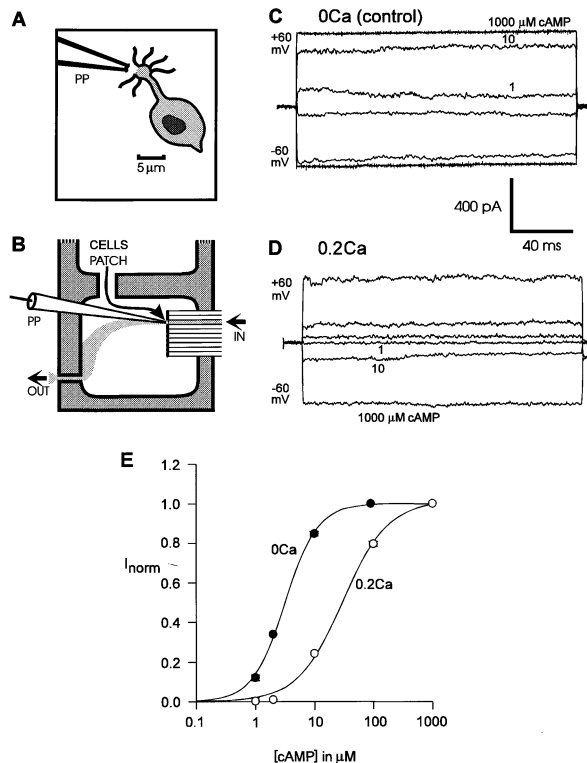 A
PP
5 µm
B
CELLS
PATCH
PP
IN
OUT
C
0Ca (control)
+60
mV
1000 µM cAMP
10
1
-60
mV
400 pA
40 ms
D
0.2Ca
+60
mV
1
10
-60
mV
1000 µM cAMP
E
1.2
1.0
0.8
0.6
0.4
0.2
0.0
Inorm
0Ca
0.2Ca
0.1
1
10
100
1000
[cAMP] in µM